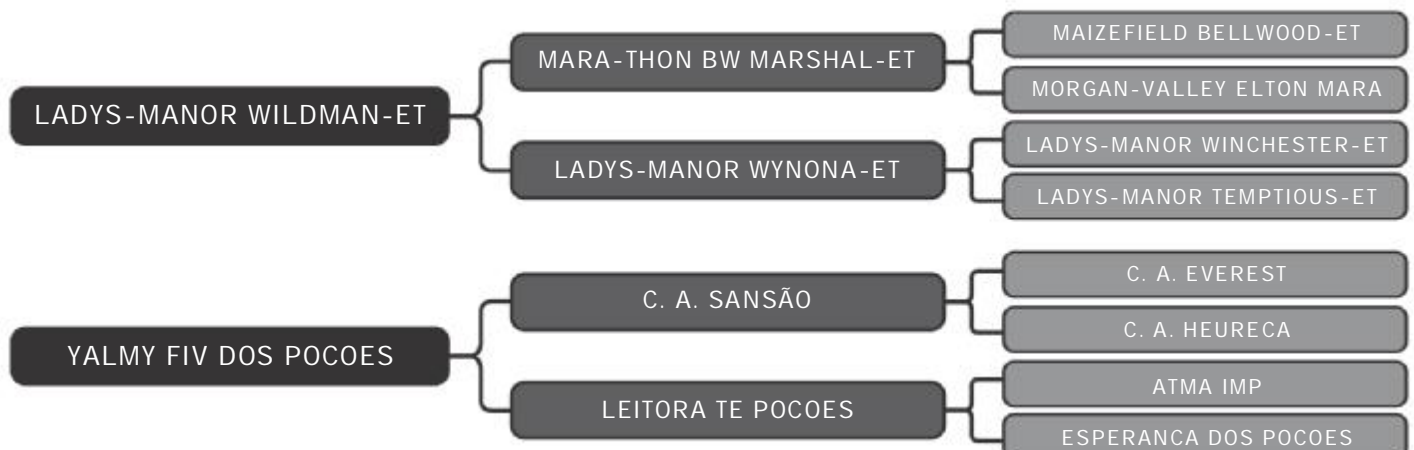 MAIZEFIELD BELLWOOD-ET
MARA-THON BW MARSHAL-ET
MORGAN-VALLEY ELTON MARA
LADYS-MANOR WILDMAN-ET
LADYS-MANOR WINCHESTER-ET
LADYS-MANOR WYNONA-ET
LADYS-MANOR TEMPTIOUS-ET
C. A. EVEREST
C. A. SANSÃO
C. A. HEURECA
YALMY FIV DOS POCOES
ATMA IMP
LEITORA TE POCOES
ESPERANCA DOS POCOES